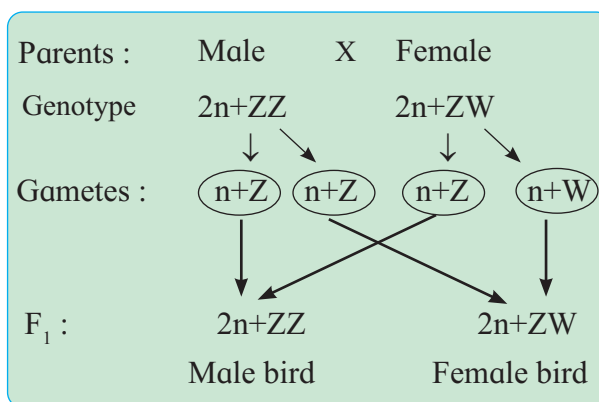 Parents : Male X Female
Genotype 2n+ZZ 2n+ZW
Gametes : n+Z n+Z n+Z n+W
F1 : 2n+ZZ 2n+ZW
Male bird Female bird